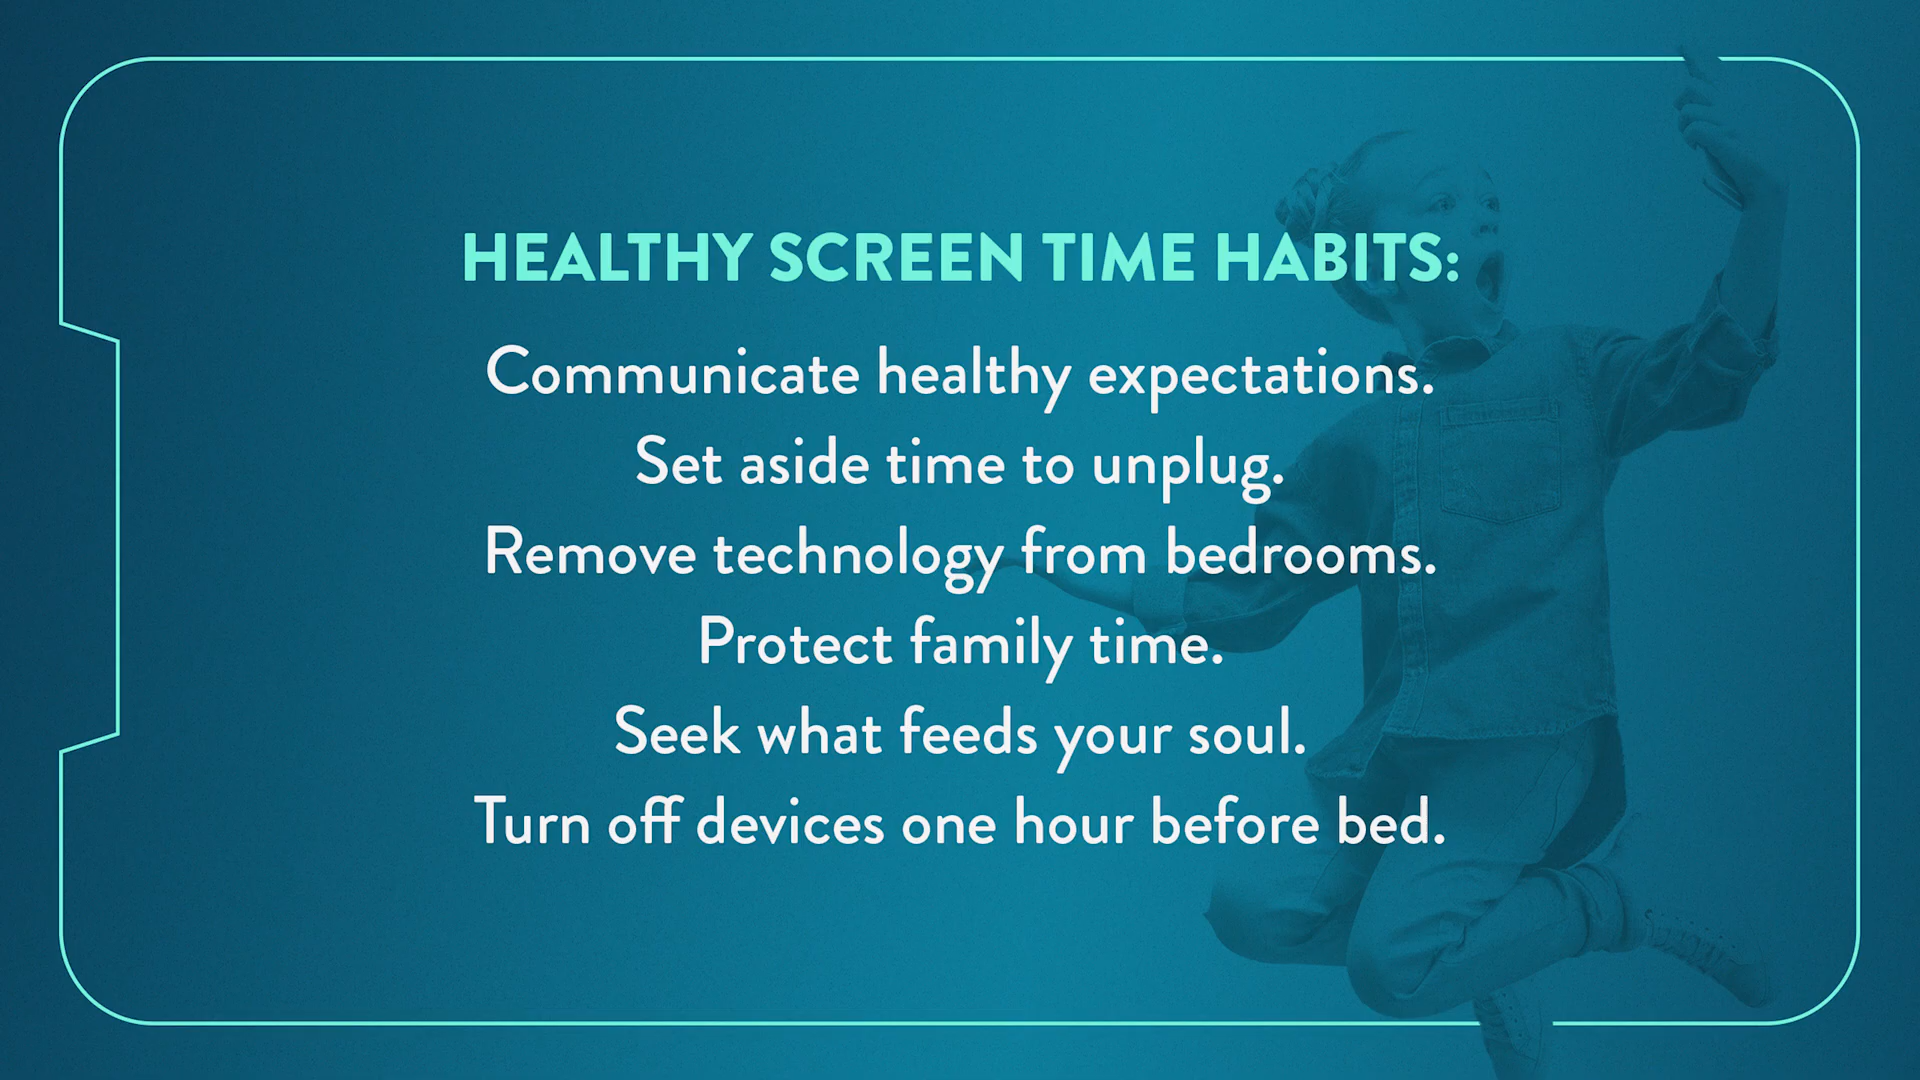 HEALTHY SCREEN TIME HABITS:
Communicate healthy expectations.
Set aside time to unplug.
Remove technology from bedrooms.
Protect family time.
Seek what feeds your soul.
Turn off devices one hour before bed.